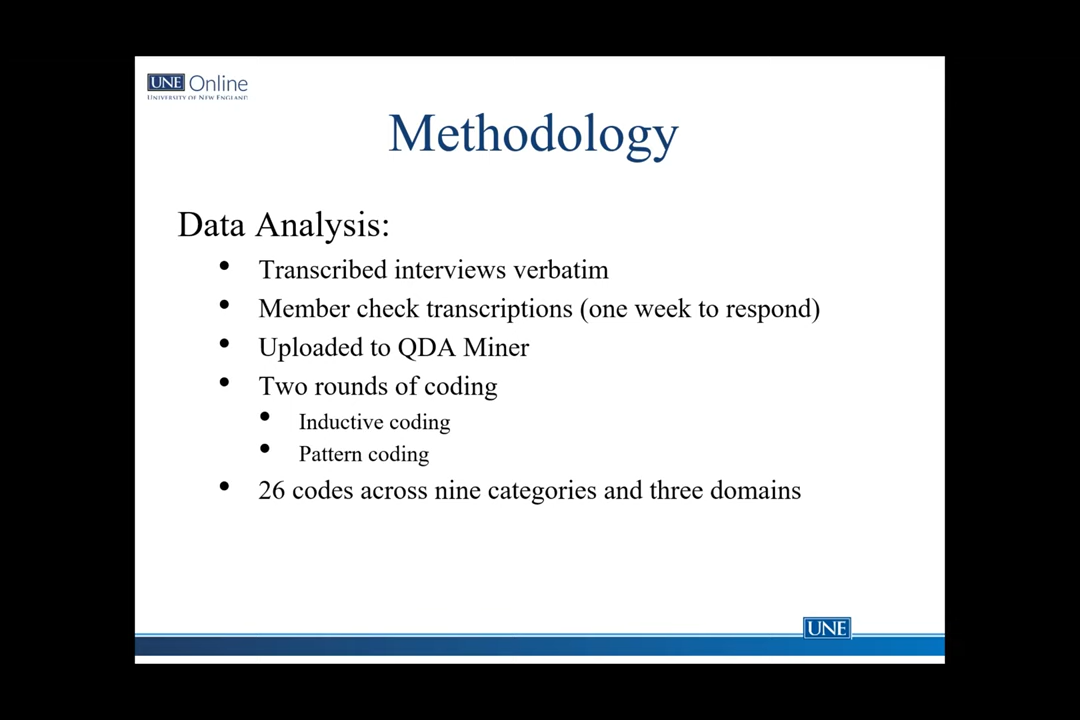 UNE Online
UNIVERSITY OF NEW ENGLAND
Methodology
Data Analysis:
• Transcribed interviews verbatim
• Member check transcriptions (one week to respond)
• Uploaded to QDA Miner
• Two rounds of coding
• Inductive coding
• Pattern coding
• 26 codes across nine categories and three domains
UNE